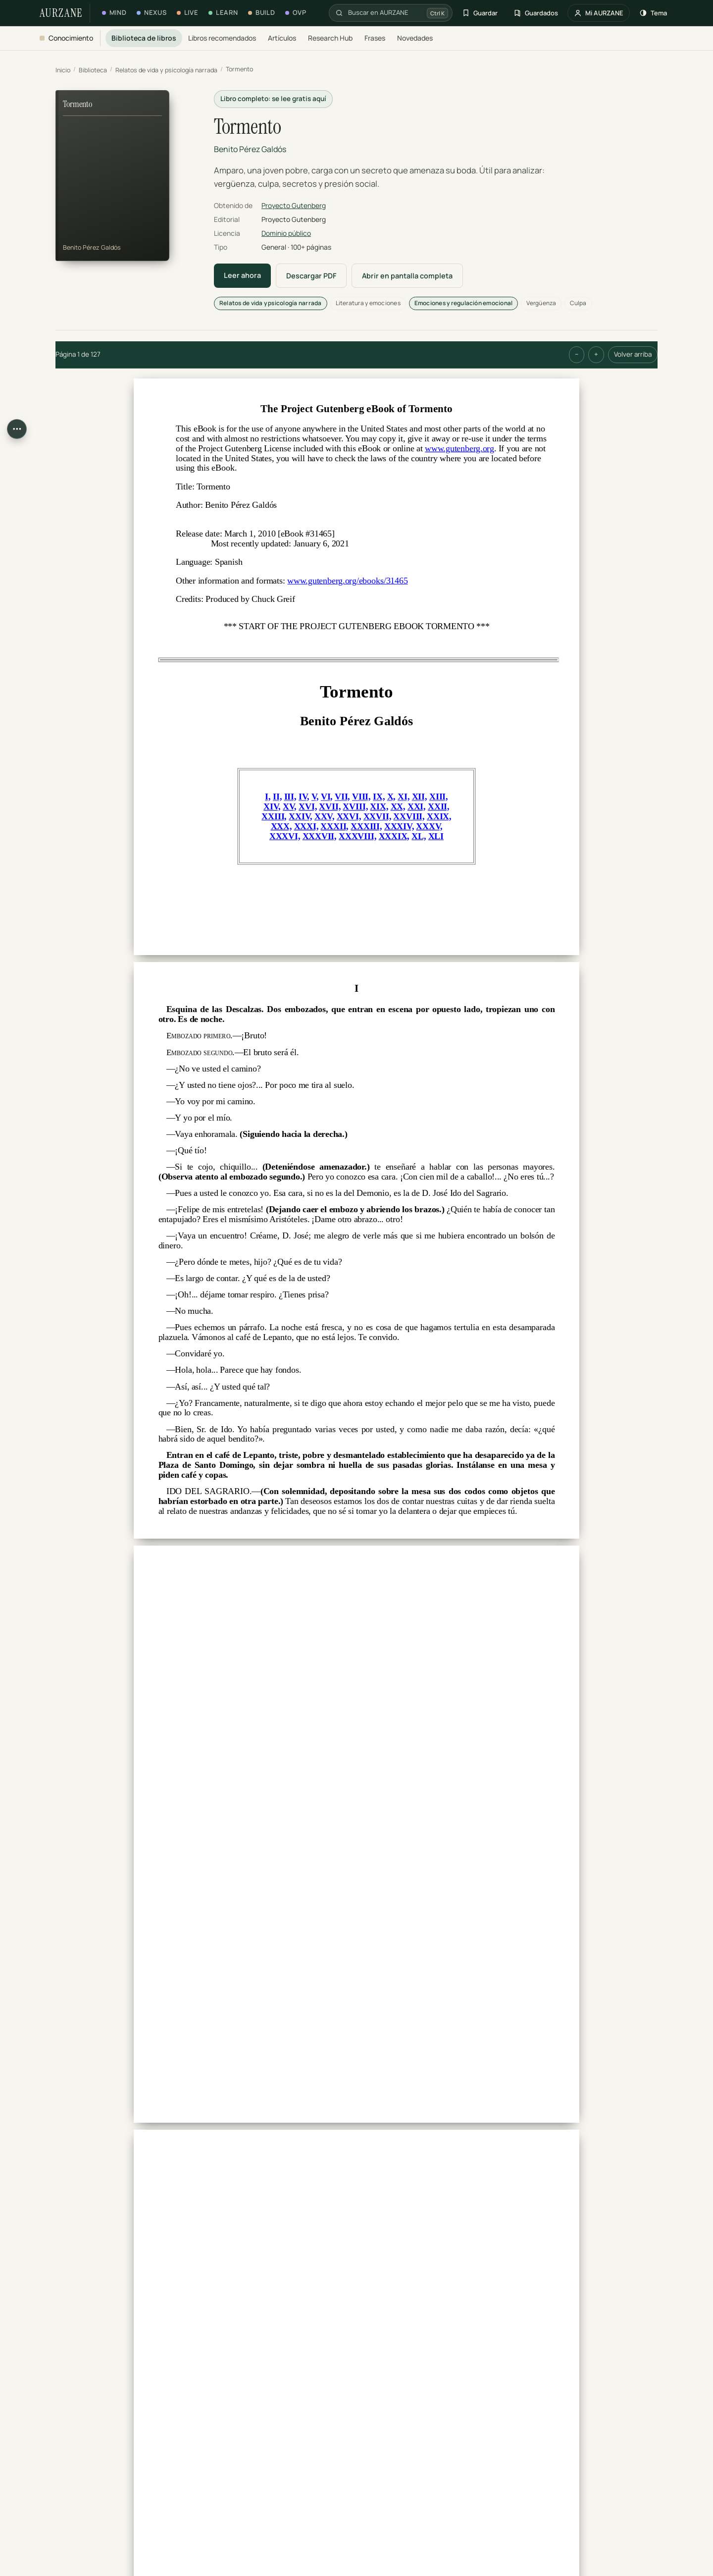 AURZANE MIND NEXUS LIVE LEARN BUILD OVP Buscar en AURZANE Ctrl K Guardar Guardados Mi AURZANE Tema
Conocimiento Biblioteca de libros Libros recomendados Artículos Research Hub Frases Novedades
Inicio / Biblioteca / Relatos de vida y psicología narrada / Tormento
Tormento
Benito Pérez Galdós
Libro completo: se lee gratis aquí
Tormento
Benito Pérez Galdós
Amparo, una joven pobre, carga con un secreto que amenaza su boda. Útil para analizar:
vergüenza, culpa, secretos y presión social.
Obtenido de Proyecto Gutenberg
Editorial Proyecto Gutenberg
Licencia Dominio público
Tipo General · 100+ páginas
Leer ahora Descargar PDF Abrir en pantalla completa
Relatos de vida y psicología narrada Literatura y emociones Emociones y regulación emocional Vergüenza Culpa
Página 1 de 127 − + Volver arriba
The Project Gutenberg eBook of Tormento
This eBook is for the use of anyone anywhere in the United States and most other parts of the world at no
cost and with almost no restrictions whatsoever. You may copy it, give it away or re-use it under the terms
of the Project Gutenberg License included with this eBook or online at www.gutenberg.org. If you are not
located in the United States, you will have to check the laws of the country where you are located before
using this eBook.
Title: Tormento
Author: Benito Pérez Galdós
Release date: March 1, 2010 [eBook #31465]
Most recently updated: January 6, 2021
Language: Spanish
Other information and formats: www.gutenberg.org/ebooks/31465
Credits: Produced by Chuck Greif
*** START OF THE PROJECT GUTENBERG EBOOK TORMENTO ***
Tormento
Benito Pérez Galdós
I, II, III, IV, V, VI, VII, VIII, IX, X, XI, XII, XIII,
XIV, XV, XVI, XVII, XVIII, XIX, XX, XXI, XXII,
XXIII, XXIV, XXV, XXVI, XXVII, XXVIII, XXIX,
XXX, XXXI, XXXII, XXXIII, XXXIV, XXXV,
XXXVI, XXXVII, XXXVIII, XXXIX, XL, XLI
I
Esquina de las Descalzas. Dos embozados, que entran en escena por opuesto lado, tropiezan uno con
otro. Es de noche.
Embozado primero.—¡Bruto!
Embozado segundo.—El bruto será él.
—¿No ve usted el camino?
—¿Y usted no tiene ojos?... Por poco me tira al suelo.
—Yo voy por mi camino.
—Y yo por el mío.
—Vaya enhoramala. (Siguiendo hacia la derecha.)
—¡Qué tío!
—Si te cojo, chiquillo... (Deteniéndose amenazador.) te enseñaré a hablar con las personas mayores.
(Observa atento al embozado segundo.) Pero yo conozco esa cara. ¡Con cien mil de a caballo!... ¿No eres tú...?
—Pues a usted le conozco yo. Esa cara, si no es la del Demonio, es la de D. José Ido del Sagrario.
—¡Felipe de mis entretelas! (Dejando caer el embozo y abriendo los brazos.) ¿Quién te había de conocer tan
entapujado? Eres el mismísimo Aristóteles. ¡Dame otro abrazo... otro!
—¡Vaya un encuentro! Créame, D. José; me alegro de verle más que si me hubiera encontrado un bolsón de
dinero.
—¿Pero dónde te metes, hijo? ¿Qué es de tu vida?
—Es largo de contar. ¿Y qué es de la de usted?
—¡Oh!... déjame tomar respiro. ¿Tienes prisa?
—No mucha.
—Pues echemos un párrafo. La noche está fresca, y no es cosa de que hagamos tertulia en esta desamparada
plazuela. Vámonos al café de Lepanto, que no está lejos. Te convido.
—Convidaré yo.
—Hola, hola... Parece que hay fondos.
—Así, así... ¿Y usted qué tal?
—¿Yo? Francamente, naturalmente, si te digo que ahora estoy echando el mejor pelo que se me ha visto, puede
que no lo creas.
—Bien, Sr. de Ido. Yo había preguntado varias veces por usted, y como nadie me daba razón, decía: «¿qué
habrá sido de aquel bendito?».
Entran en el café de Lepanto, triste, pobre y desmantelado establecimiento que ha desaparecido ya de la
Plaza de Santo Domingo, sin dejar sombra ni huella de sus pasadas glorias. Instálanse en una mesa y
piden café y copas.
IDO DEL SAGRARIO.—(Con solemnidad, depositando sobre la mesa sus dos codos como objetos que
habrían estorbado en otra parte.) Tan deseosos estamos los dos de contar nuestras cuitas y de dar rienda suelta
al relato de nuestras andanzas y felicidades, que no sé si tomar yo la delantera o dejar que empieces tú.